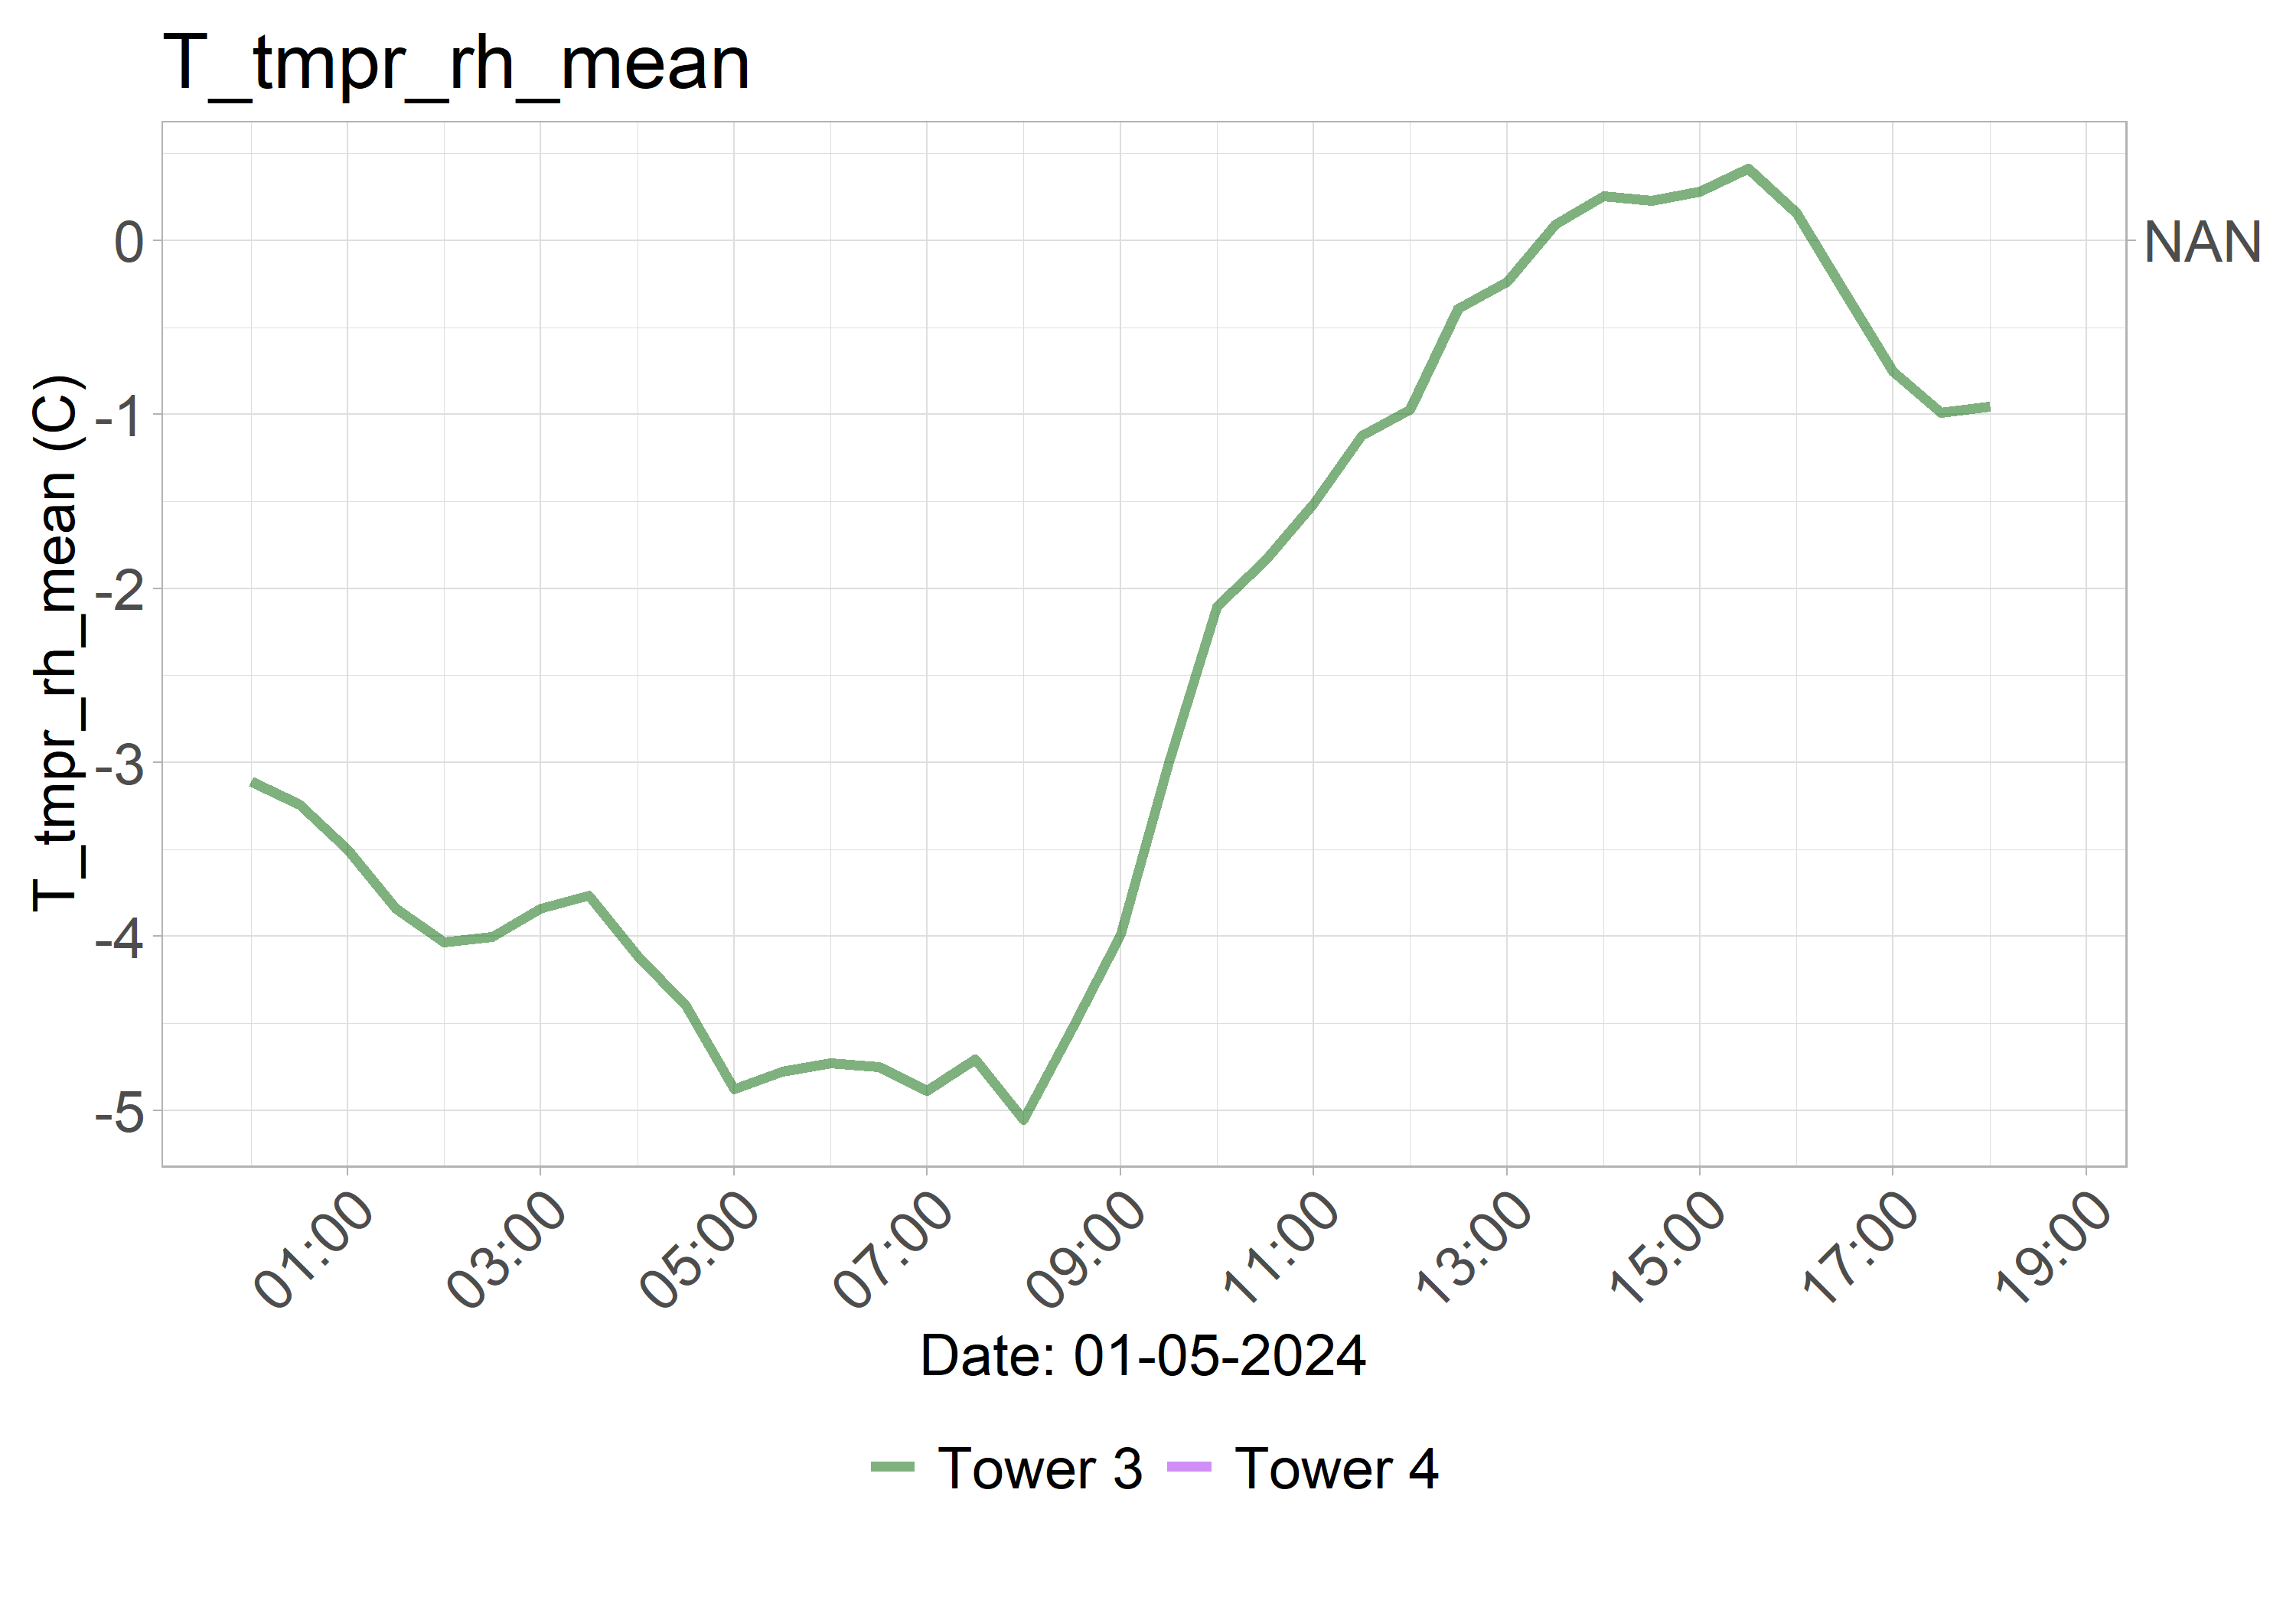 T_tmpr_rh_mean
T_tmpr_rh_mean (C)
0
-1
-2
-3
-4
-5
NAN
01:00
03:00
05:00
07:00
09:00
11:00
13:00
15:00
17:00
19:00
Date: 01-05-2024
Tower 3
Tower 4